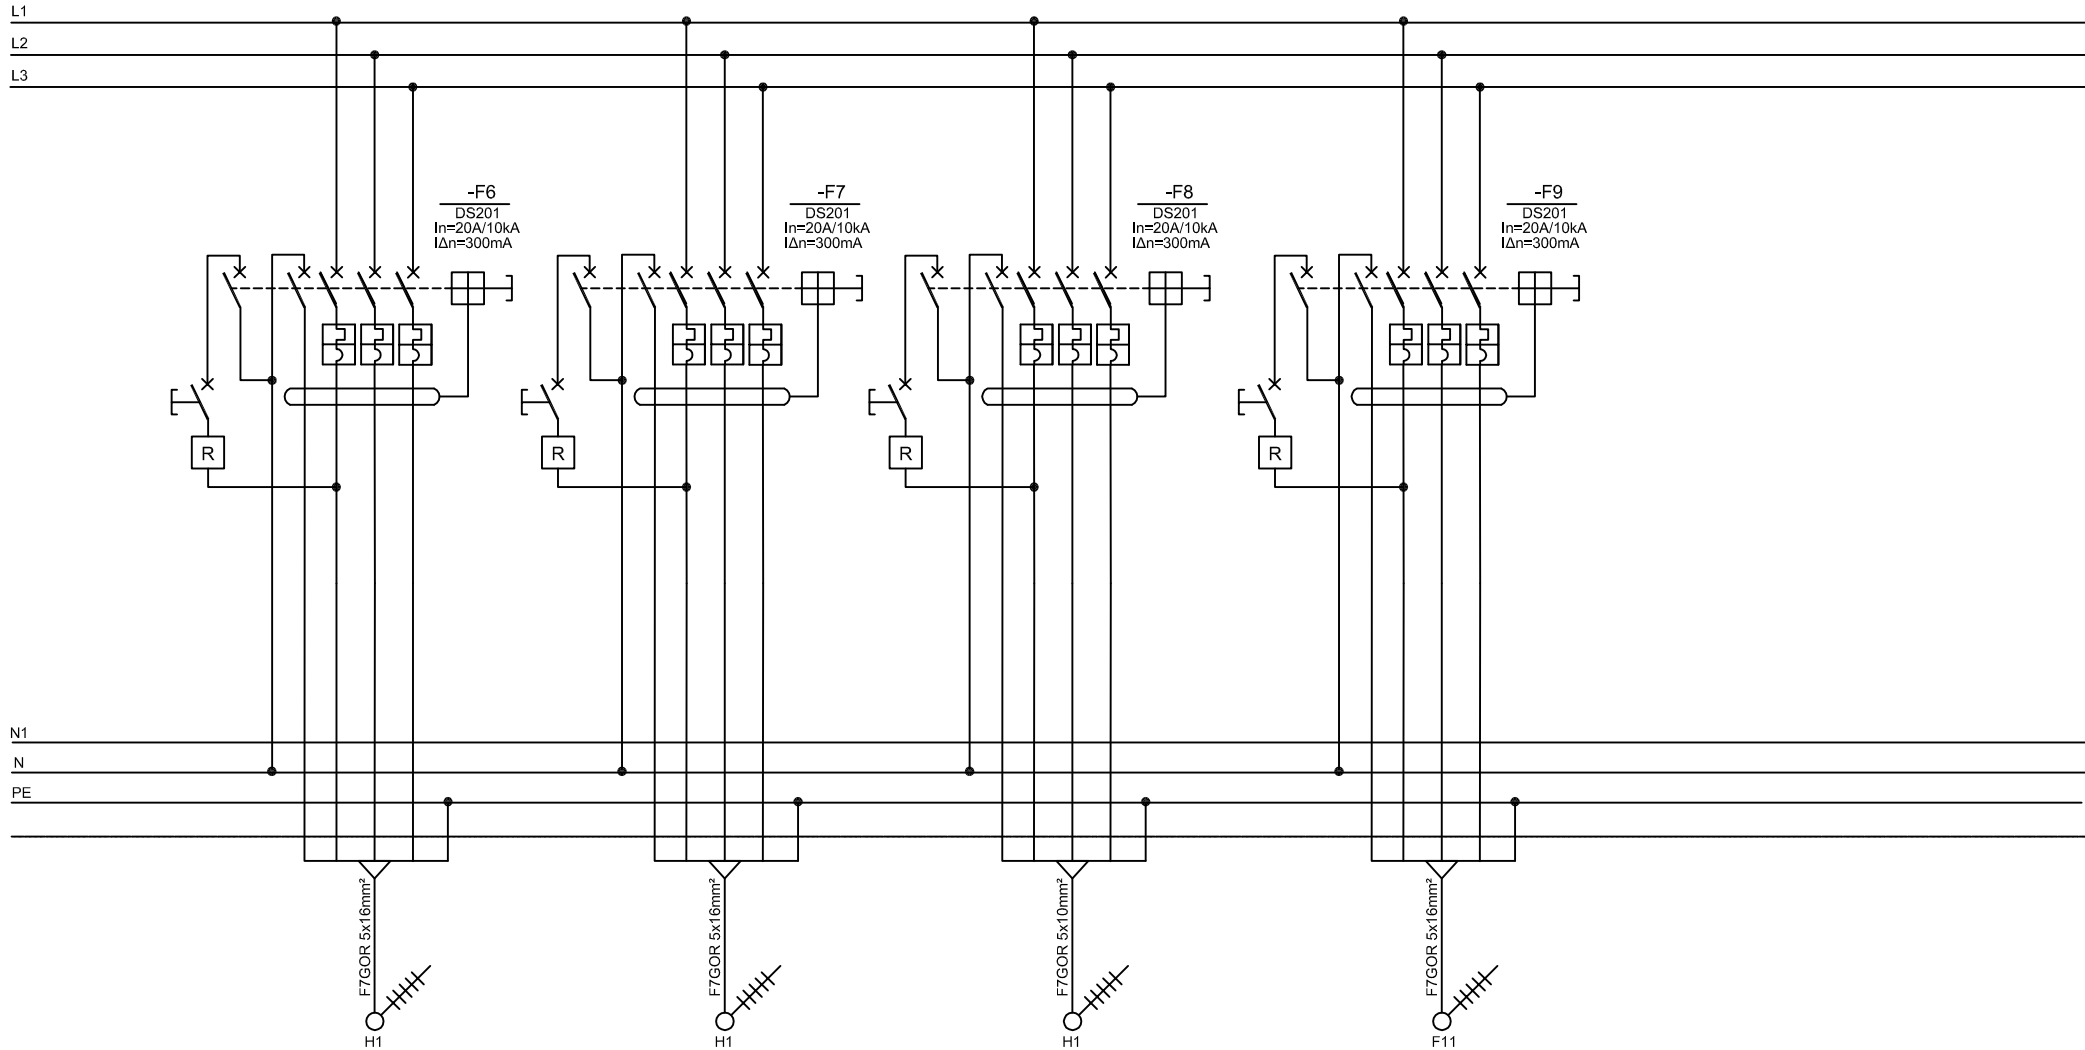 L1
L2
L3
-F6
DS201
In=20A/10kA
IΔn=300mA
-F7
DS201
In=20A/10kA
IΔn=300mA
-F8
DS201
In=20A/10kA
IΔn=300mA
-F9
DS201
In=20A/10kA
IΔn=300mA
R
R
R
R
N1
N
PE
F7GOR 5x16mm²
F7GOR 5x16mm²
F7GOR 5x10mm²
F7GOR 5x16mm²
H1
H1
H1
F11